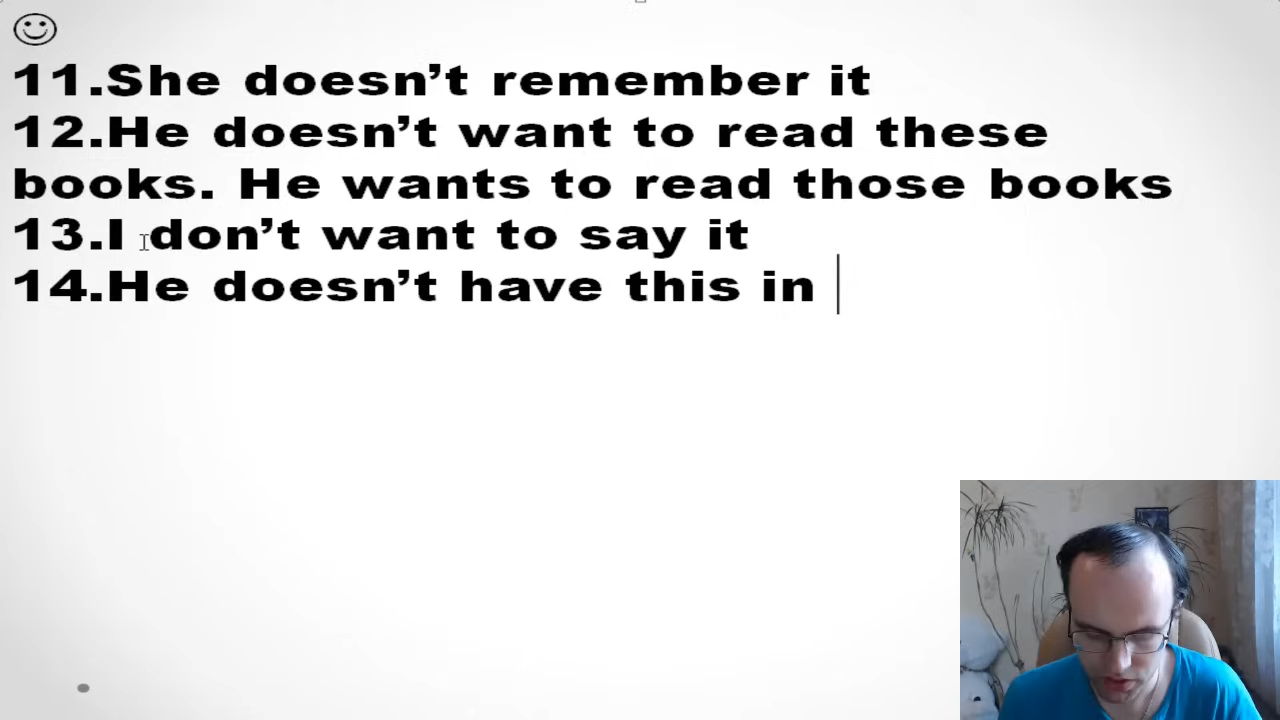 11.She doesn’t remember it
12.He doesn’t want to read these
books. He wants to read those books
13.I don’t want to say it
14.He doesn’t have this in